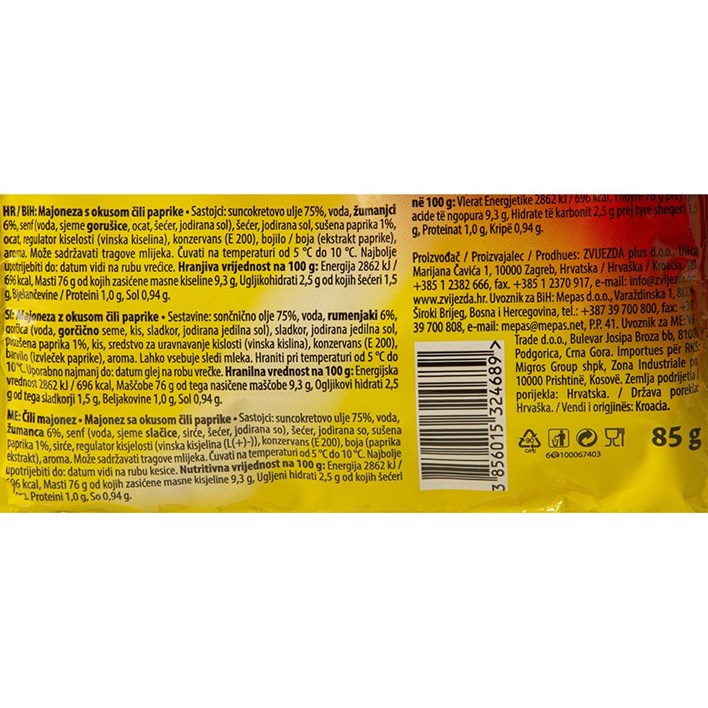 HR/BiH: Majoneza s okusom čili paprike • Sastojci: suncokretovo ulje 75%, voda, žumanjci
6%, senf (voda, sjeme gorušice, ocat, šećer, jodirana sol), šećer, jodirana sol, sušena paprika 1%,
ocat, regulator kiselosti (vinska kiselina), konzervans (E 200), bojilo / boja (ekstrakt paprike),
aroma. Može sadržavati tragove mlijeka. Čuvati na temperaturi od 5 °C do 10 °C. Najbolje
upotrijebiti do: datum vidi na rubu vrećice. Hranjiva vrijednost na 100 g: Energija 2862 kJ /
696 kcal, Masti 76 g od kojih zasićene masne kiseline 9,3 g, Ugljikohidrati 2,5 g od kojih šećeri 1,5
g, Bjelančevine / Proteini 1,0 g, Sol 0,94 g.
SI: Majoneza z okusom čili paprike • Sestavine: sončnično olje 75%, voda, rumenjaki 6%,
gorčica (voda, gorčično seme, kis, sladkor, jodirana jedilna sol), sladkor, jodirana jedilna sol,
posušena paprika 1%, kis, sredstvo za uravnavanje kislosti (vinska kislina), konzervans (E 200),
barvilo (izvleček paprike), aroma. Lahko vsebuje sledi mleka. Hraniti pri temperaturi od 5 °C do
10 °C. Uporabno najmanj do: datum glej na robu vrečke. Hranilna vrednost na 100 g: Energijska
vrednost 2862 kJ / 696 kcal, Maščobe 76 g od tega nasičene maščobe 9,3 g, Ogljikovi hidrati 2,5
g od tega sladkorji 1,5 g, Beljakovine 1,0 g, Sol 0,94 g.
ME: Čili majonez • Majonez sa okusom čili paprike • Sastojci: suncokretovo ulje 75%, voda,
žumanca 6%, senf (voda, sjeme slačice, sirće, šećer, jodirana so), šećer, jodirana so, sušena
paprika 1%, sirće, regulator kiselosti (vinska kiselina (L(+)-)), konzervans (E 200), boja (paprika
ekstrakt), aroma. Može sadržavati tragove mlijeka. Čuvati na temperaturi od 5 °C do 10 °C. Najbolje
upotrijebiti do: datum vidi na rubu kesice. Nutritivna vrijednost na 100 g: Energija 2862 kJ /
696 kcal, Masti 76 g od kojih zasićene masne kisjeline 9,3 g, Ugljeni hidrati 2,5 g od kojih šećeri
Proteini 1,0 g, So 0,94 g.
në 100 g: Vlerat Energjetike 2862 kJ / 696 kcal, Yndyre 76 g prej
acide të ngopura 9,3 g, Hidrate të karbonit 2,5 g prej tyre sheqeri 1,5
g, Proteinat 1,0 g, Kripë 0,94 g.
Proizvođač / Proizvajalec / Prodhues: ZVIJEZDA plus d.o.o., Ulica
Marijana Čavića 1, 10000 Zagreb, Hrvatska / Hrvaška / Kroacia,
+385 1 2382 666, fax. +385 1 2370 917, e-mail: info@zvijezda.hr
www.zvijezda.hr. Uvoznik za BiH: Mepas d.o.o., Varaždinska 1,
Široki Brijeg, Bosna i Hercegovina, tel.: +387 39 700 800, fax: +387
39 700 808, e-mail: mepas@mepas.net, P.P. 41. Uvoznik za ME:
Trade d.o.o., Bulevar Josipa Broza bb,
Podgorica, Crna Gora. Importues për RKS:
Migros Group shpk, Zona Industriale pn
10000 Prishtinë, Kosovë. Zemlja podrijetla /
porijekla: Hrvatska. / Država porekla:
Hrvaška. / Vendi i origjinës: Kroacia.
3 856015 324689 >
90
OPE
100067403
85 g